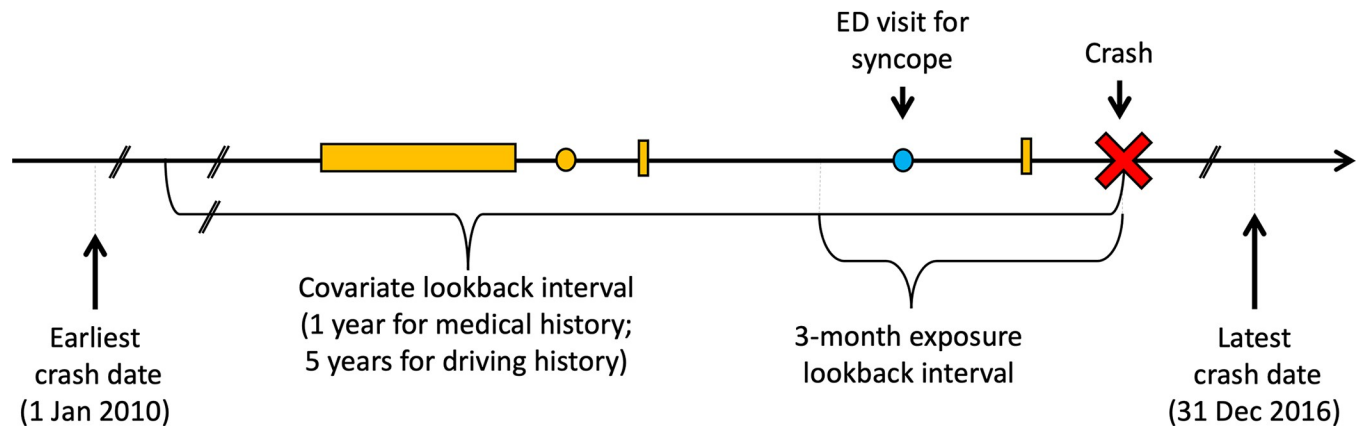 ED visit for
syncope
Crash
Covariate lookback interval
(1 year for medical history;
5 years for driving history)
Earliest
crash date
(1 Jan 2010)
3-month exposure
lookback interval
Latest
crash date
(31 Dec 2016)